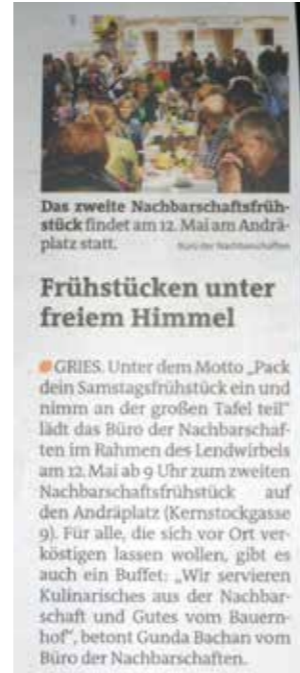 Das zweite Nachbarschaftsfrüh-
stück findet am 12. Mai am Andrä-
platz statt. Büro der Nachbarschaften
Frühstücken unter
freiem Himmel
GRIES. Unter dem Motto „Pack
dein Samstagsfrühstück ein und
nimm an der großen Tafel teil“
lädt das Büro der Nachbarschaf-
ten im Rahmen des Lendwirbels
am 12. Mai ab 9 Uhr zum zweiten
Nachbarschaftsfrühstück auf
den Andräplatz (Kernstockgasse
9). Für alle, die sich vor Ort ver-
köstigen lassen wollen, gibt es
auch ein Buffet: „Wir servieren
Kulinarisches aus der Nachbar-
schaft und Gutes vom Bauern-
hof“, betont Gunda Bachan vom
Büro der Nachbarschaften.